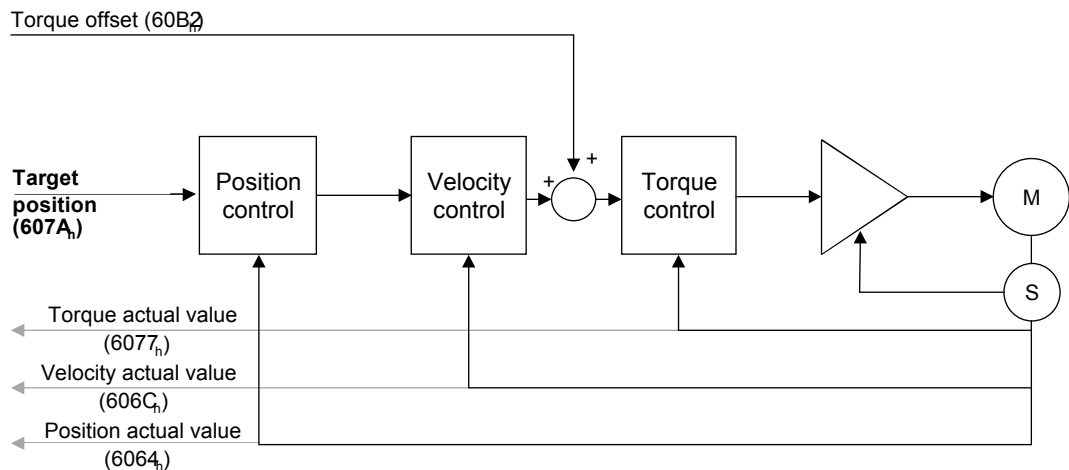 Torque offset (60B2h)
+
+
Target
position
(607Ah)
Position
control
Velocity
control
Torque
control
M
S
Torque actual value
(6077h)
Velocity actual value
(606Ch)
Position actual value
(6064h)